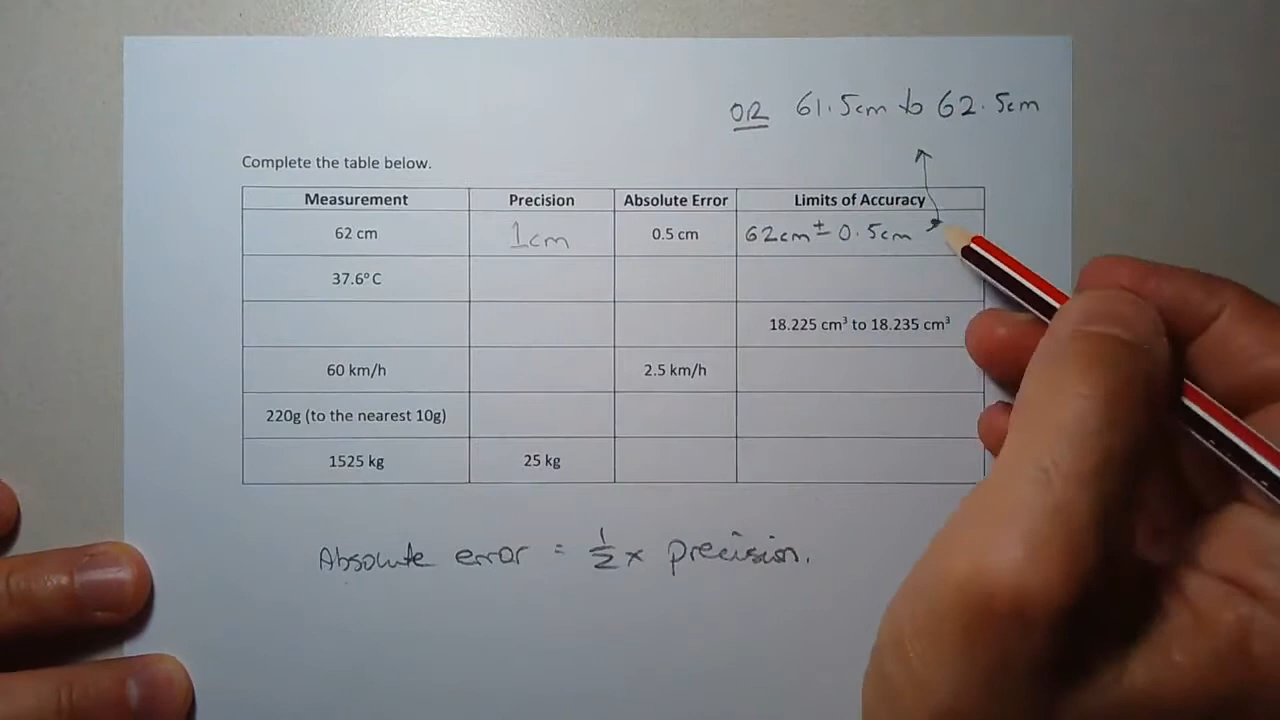 OR 61.5cm to 62.5cm
Complete the table below.
Measurement Precision Absolute Error Limits of Accuracy
62 cm 1cm 0.5 cm 62cm ± 0.5cm
37.6°C
18.225 cm³ to 18.235 cm³
60 km/h 2.5 km/h
220g (to the nearest 10g)
1525 kg 25 kg
Absolute error = ½ × precision.